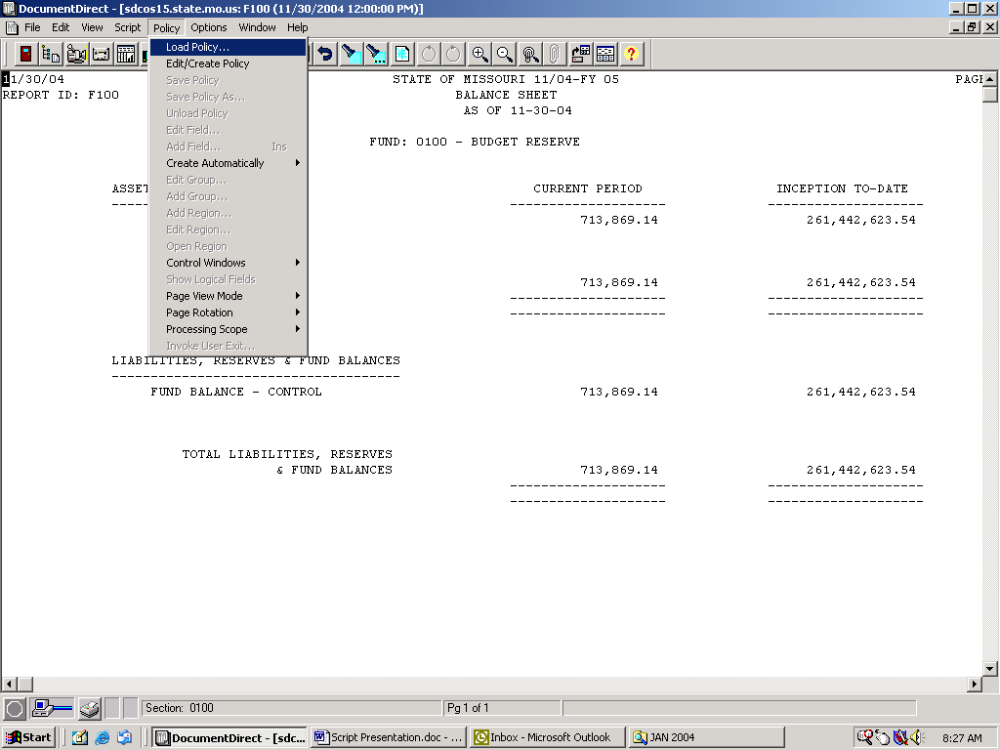 DocumentDirect - [sdcos15.state.mo.us: F100 (11/30/2004 12:00:00 PM)]
File Edit View Script Policy Options Window Help
Load Policy...
Edit/Create Policy
Save Policy
Save Policy As...
Unload Policy
Edit Field...
Add Field... Ins
Create Automatically
Edit Group...
Add Group...
Add Region...
Edit Region...
Open Region
Control Windows
Show Logical Fields
Page View Mode
Page Rotation
Processing Scope
Invoke User Exit...
11/30/04 STATE OF MISSOURI 11/04-FY 05 PAGE
REPORT ID: F100 BALANCE SHEET
AS OF 11-30-04
FUND: 0100 - BUDGET RESERVE
ASSET CURRENT PERIOD INCEPTION TO-DATE
713,869.14 261,442,623.54
713,869.14 261,442,623.54
LIABILITIES, RESERVES & FUND BALANCES
FUND BALANCE - CONTROL 713,869.14 261,442,623.54
TOTAL LIABILITIES, RESERVES
& FUND BALANCES 713,869.14 261,442,623.54
Section: 0100 Pg 1 of 1
Start DocumentDirect - [sdc... Script Presentation.doc - ... Inbox - Microsoft Outlook JAN 2004 8:27 AM